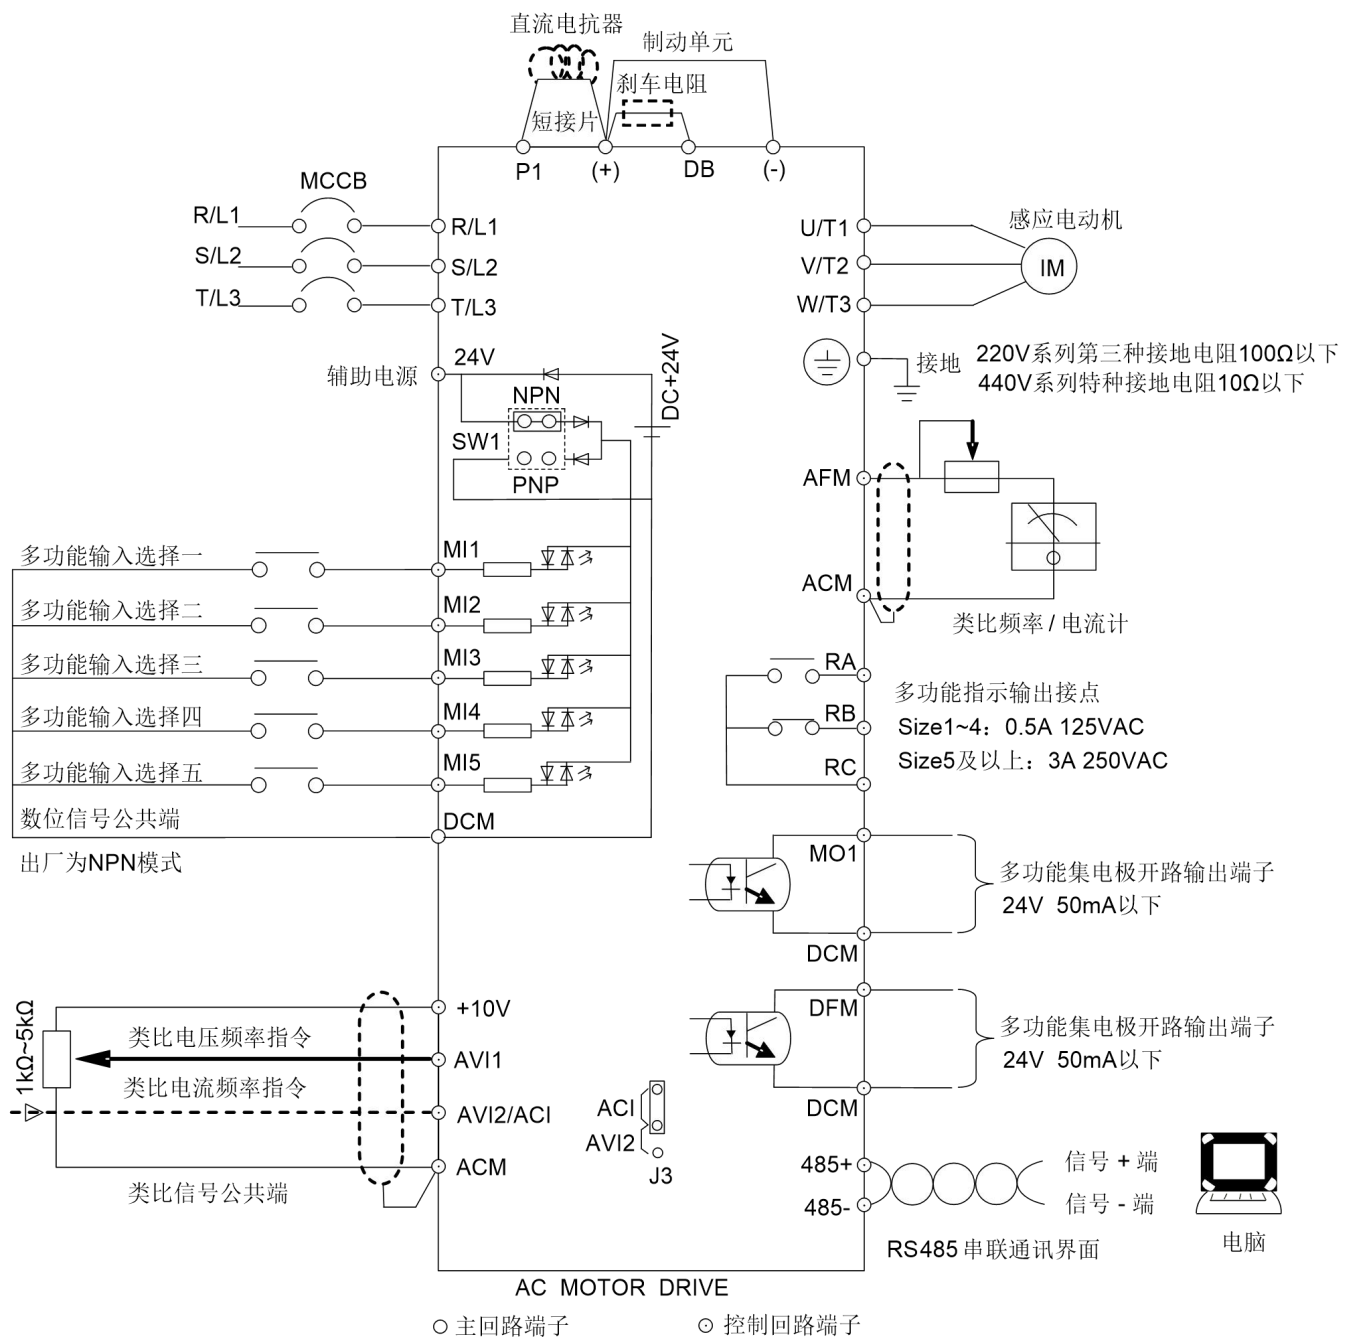 直流电抗器
制动单元
刹车电阻
短接片
P1
(+)
DB
(-)
MCCB
R/L1
S/L2
T/L3
R/L1
S/L2
T/L3
U/T1
V/T2
W/T3
感应电动机
IM
辅助电源
24V
DC+24V
NPN
SW1
PNP
接地
220V系列第三种接地电阻100Ω以下
440V系列特种接地电阻10Ω以下
AFM
ACM
类比频率 / 电流计
多功能输入选择一
MI1
多功能输入选择二
MI2
多功能输入选择三
MI3
多功能输入选择四
MI4
多功能输入选择五
MI5
数位信号公共端
DCM
出厂为NPN模式
RA
RB
RC
多功能指示输出接点
Size1~4：0.5A 125VAC
Size5及以上：3A 250VAC
MO1
DCM
多功能集电极开路输出端子
24V 50mA以下
DFM
DCM
多功能集电极开路输出端子
24V 50mA以下
1kΩ~5kΩ
+10V
类比电压频率指令
AVI1
类比电流频率指令
AVI2/ACI
ACM
类比信号公共端
ACI
AVI2
J3
485+
485-
信号 + 端
信号 - 端
RS485 串联通讯界面
电脑
AC MOTOR DRIVE
主回路端子
控制回路端子